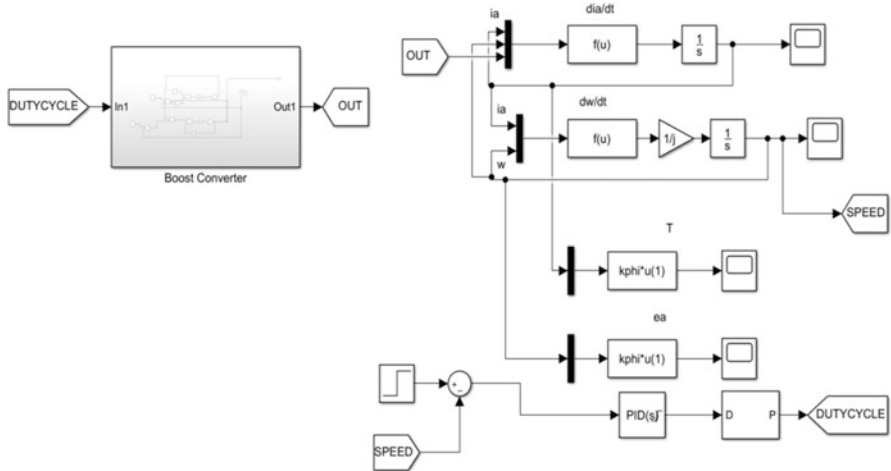 DUTYCYCLE
In1
Out1
OUT
Boost Converter
OUT
ia
dia/dt
f(u)
1
s
ia
w
dw/dt
f(u)
1/j
1
s
SPEED
T
kphi*u(1)
ea
kphi*u(1)
+
−
SPEED
PID(s)
D
P
DUTYCYCLE